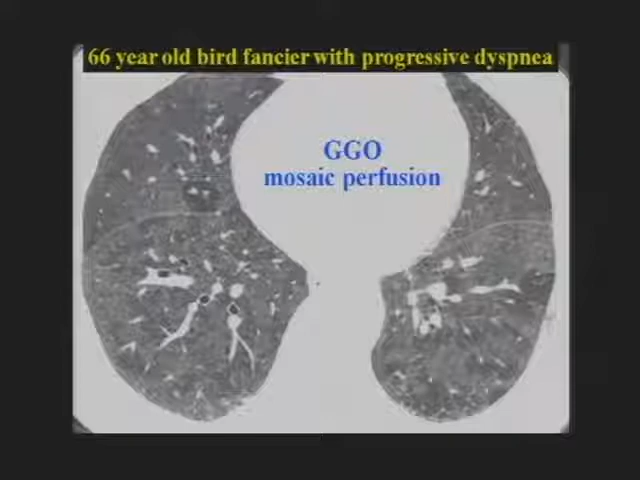 66 year old bird fancier with progressive dyspnea
GGO
mosaic perfusion